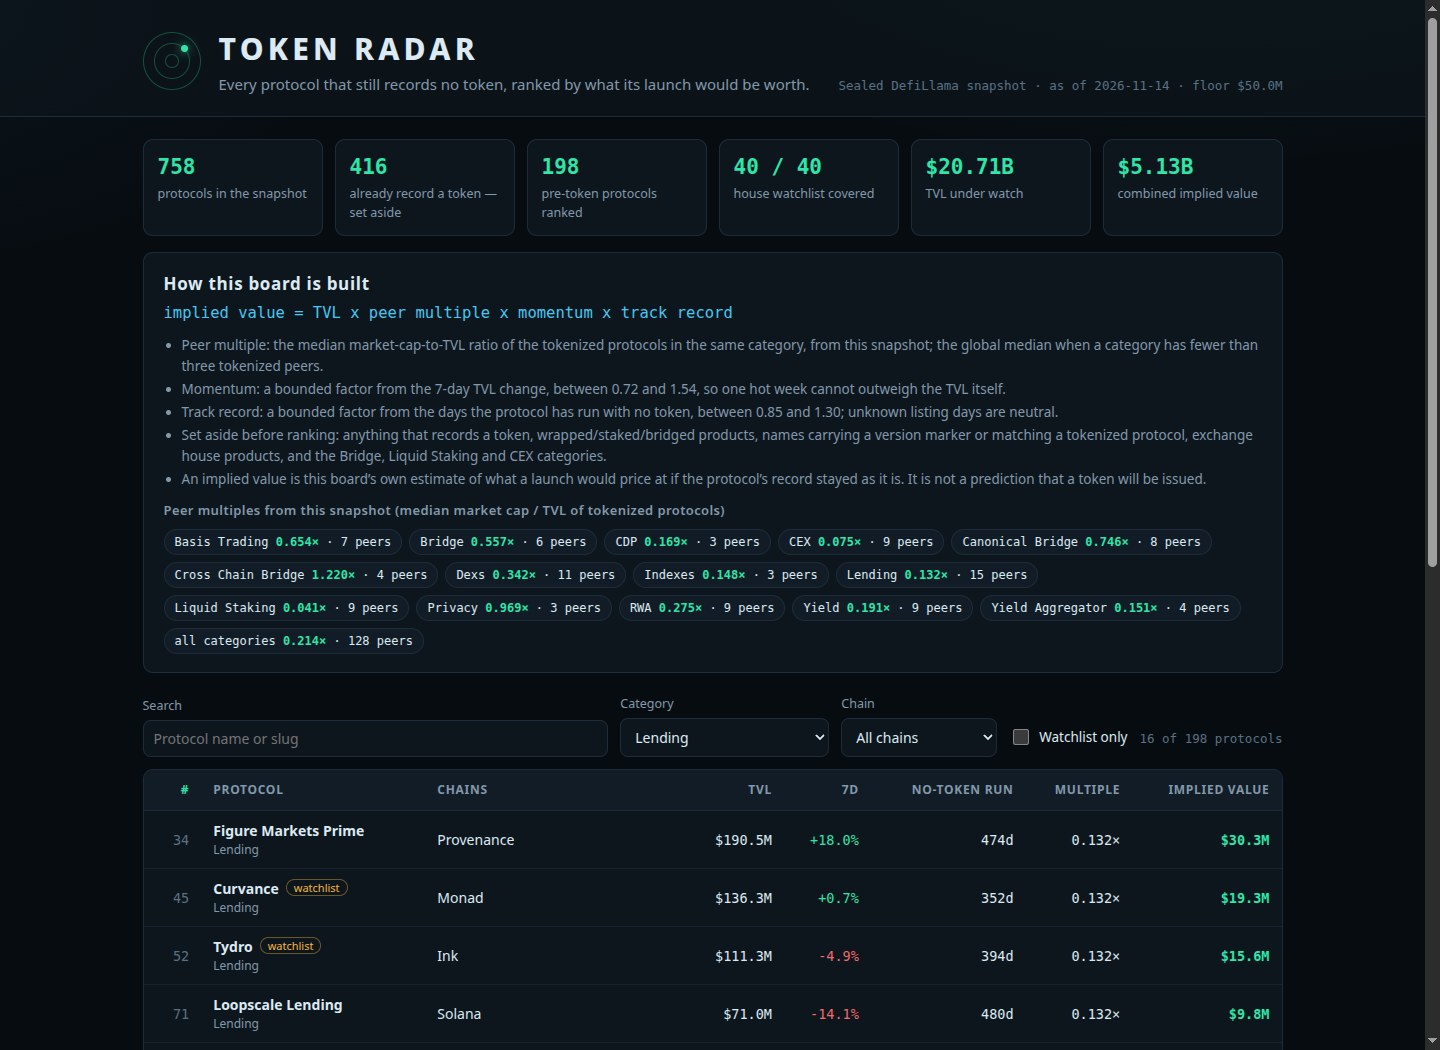 TOKEN RADAR
Every protocol that still records no token, ranked by what its launch would be worth.
Sealed DefiLlama snapshot · as of 2026-11-14 · floor $50.0M
758
protocols in the snapshot
416
already record a token —
set aside
198
pre-token protocols
ranked
40 / 40
house watchlist covered
$20.71B
TVL under watch
$5.13B
combined implied value
How this board is built
implied value = TVL x peer multiple x momentum x track record
Peer multiple: the median market-cap-to-TVL ratio of the tokenized protocols in the same category, from this snapshot; the global median when a category has fewer than
three tokenized peers.
Momentum: a bounded factor from the 7-day TVL change, between 0.72 and 1.54, so one hot week cannot outweigh the TVL itself.
Track record: a bounded factor from the days the protocol has run with no token, between 0.85 and 1.30; unknown listing days are neutral.
Set aside before ranking: anything that records a token, wrapped/staked/bridged products, names carrying a version marker or matching a tokenized protocol, exchange
house products, and the Bridge, Liquid Staking and CEX categories.
An implied value is this board's own estimate of what a launch would price at if the protocol's record stayed as it is. It is not a prediction that a token will be issued.
Peer multiples from this snapshot (median market cap / TVL of tokenized protocols)
Basis Trading 0.654× · 7 peers
Bridge 0.557× · 6 peers
CDP 0.169× · 3 peers
CEX 0.075× · 9 peers
Canonical Bridge 0.746× · 8 peers
Cross Chain Bridge 1.220× · 4 peers
Dexs 0.342× · 11 peers
Indexes 0.148× · 3 peers
Lending 0.132× · 15 peers
Liquid Staking 0.041× · 9 peers
Privacy 0.969× · 3 peers
RWA 0.275× · 9 peers
Yield 0.191× · 9 peers
Yield Aggregator 0.151× · 4 peers
all categories 0.214× · 128 peers
Search
Category
Chain
Protocol name or slug
Lending
All chains
Watchlist only
16 of 198 protocols
# PROTOCOL CHAINS TVL 7D NO-TOKEN RUN MULTIPLE IMPLIED VALUE
34 Figure Markets Prime Provenance $190.5M +18.0% 474d 0.132× $30.3M
Lending
45 Curvance watchlist Monad $136.3M +0.7% 352d 0.132× $19.3M
Lending
52 Tydro watchlist Ink $111.3M -4.9% 394d 0.132× $15.6M
Lending
71 Loopscale Lending Solana $71.0M -14.1% 480d 0.132× $9.8M
Lending